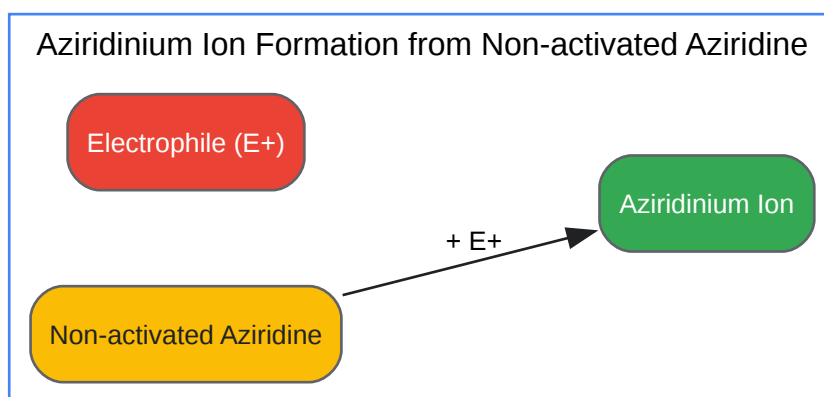 Aziridinium Ion Formation from Non-activated Aziridine
Electrophile (E+)
Aziridinium Ion
+ E+
Non-activated Aziridine